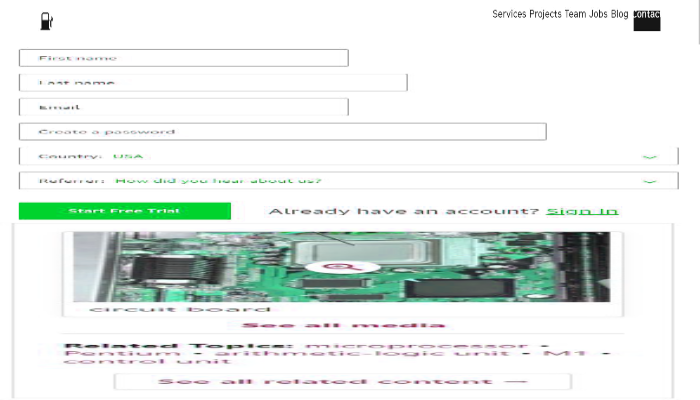 Services Projects Team Jobs Blog Contac
First name
Last name
Email
Create a password
Country: USA
Referrer: How did you hear about us?
Start Free Trial
Already have an account? Sign In
circuit board
See all media
Related Topics: microprocessor •
Pentium • arithmetic-logic unit • M1 •
control unit
See all related content →